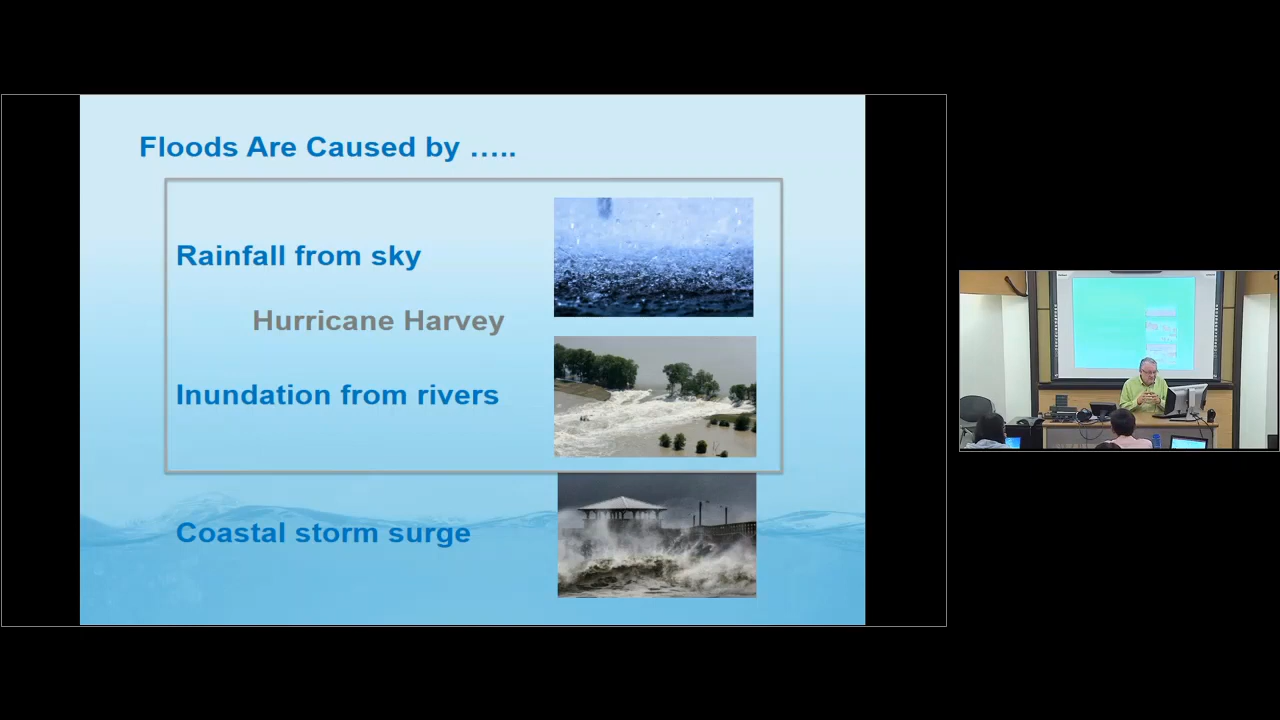 Floods Are Caused by …..
Rainfall from sky
Hurricane Harvey
Inundation from rivers
Coastal storm surge